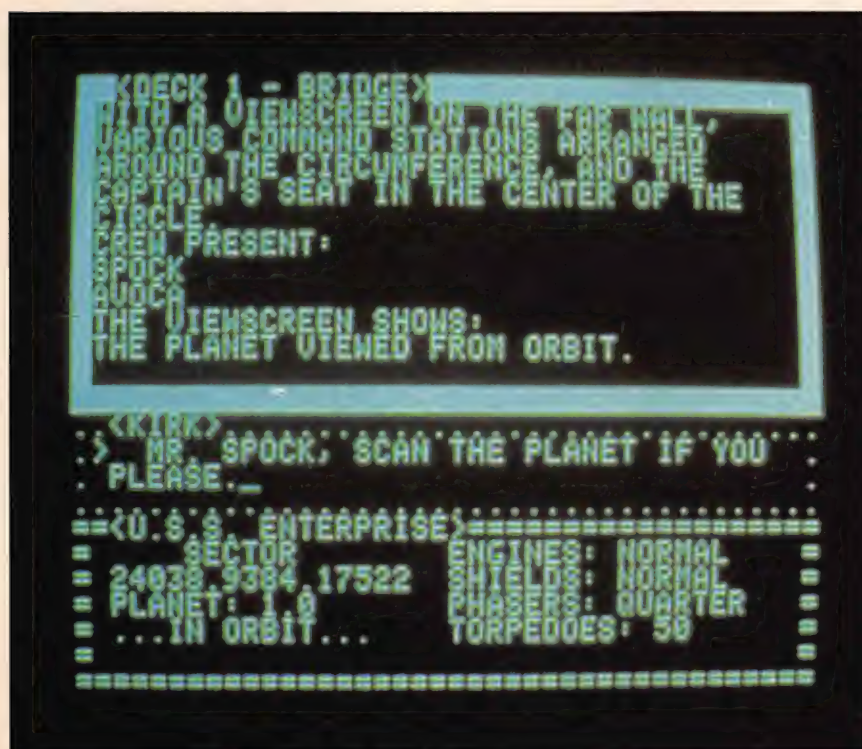 <DECK 1 - BRIDGE>
WITH A VIEWSCREEN ON THE FAR WALL,
VARIOUS COMMAND STATIONS ARRANGED
AROUND THE CIRCUMFERENCE, AND THE
CAPTAIN'S SEAT IN THE CENTER OF THE
CIRCLE.
CREW PRESENT:
SPOCK
AVOCA
THE VIEWSCREEN SHOWS:
THE PLANET VIEWED FROM ORBIT.
<KIRK>
> MR. SPOCK, SCAN THE PLANET IF YOU
PLEASE._
==<U.S.S. ENTERPRISE>==================
= SECTOR ENGINES: NORMAL =
= 24038,9384,17522 SHIELDS: NORMAL =
= PLANET: 1.0 PHASERS: QUARTER =
= ...IN ORBIT... TORPEDOES: 50 =